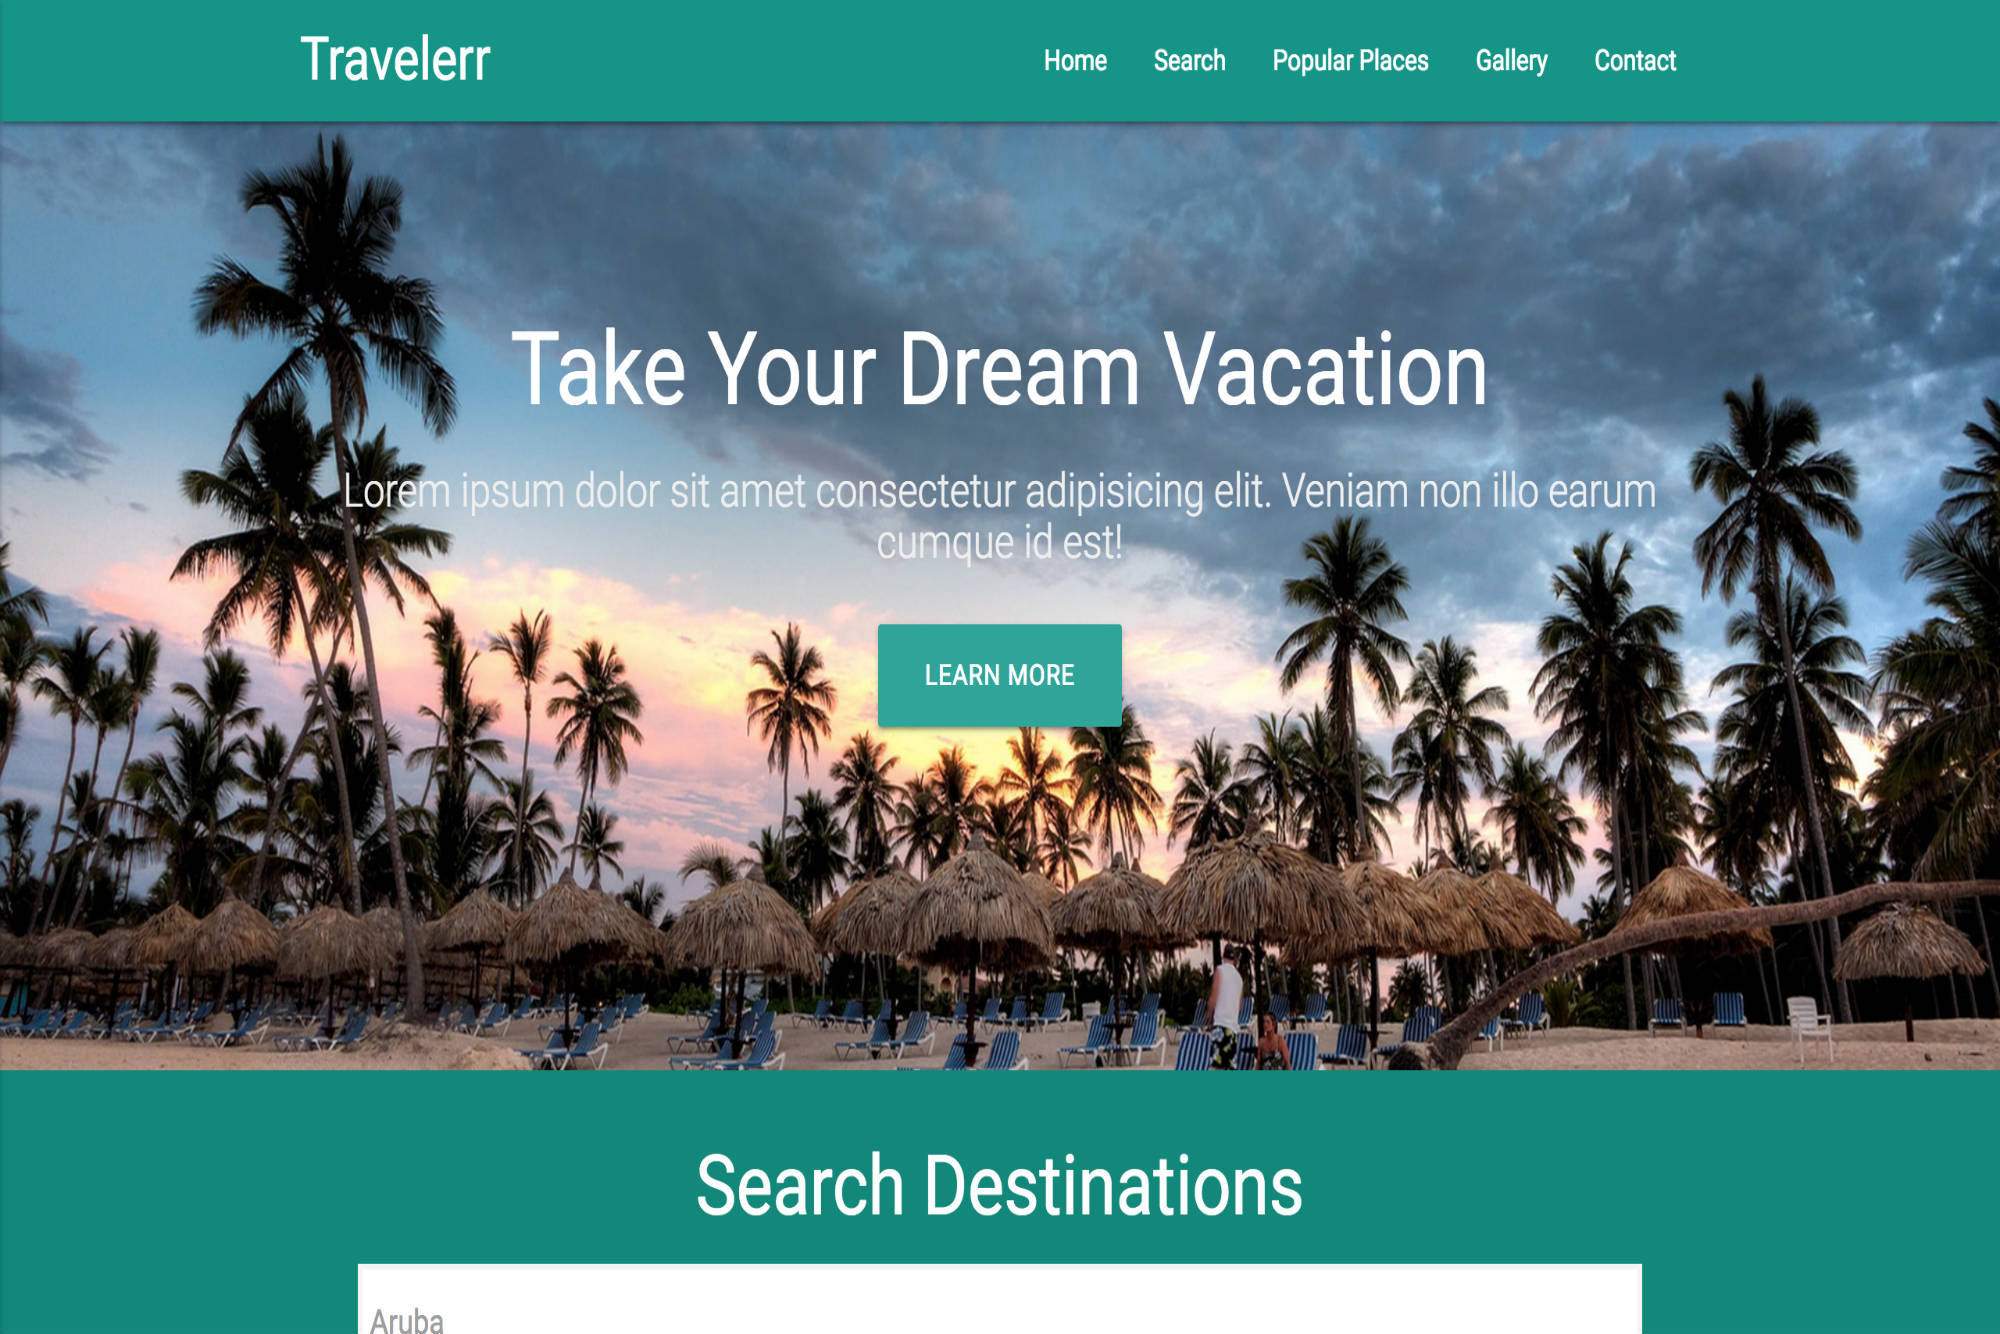 Travelerr
Home Search Popular Places Gallery Contact
Take Your Dream Vacation
Lorem ipsum dolor sit amet consectetur adipisicing elit. Veniam non illo earum
cumque id est!
LEARN MORE
Search Destinations
Aruba